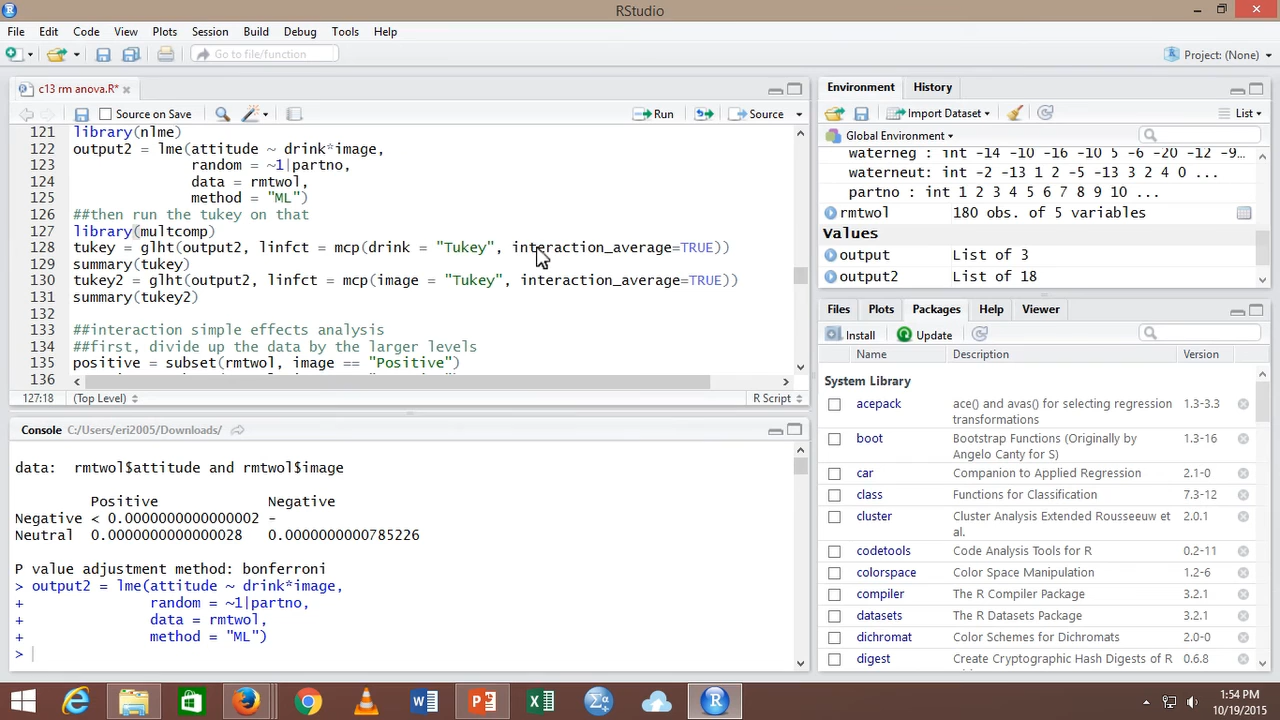 RStudio
File Edit Code View Plots Session Build Debug Tools Help
Go to file/function
Project: (None)
c13 rm anova.R*
Source on Save
Run
Source
121 library(nlme)
122 output2 = lme(attitude ~ drink*image,
123 random = ~1|partno,
124 data = rmtwol,
125 method = "ML")
126 ##then run the tukey on that
127 library(multcomp)
128 tukey = glht(output2, linfct = mcp(drink = "Tukey", interaction_average=TRUE))
129 summary(tukey)
130 tukey2 = glht(output2, linfct = mcp(image = "Tukey", interaction_average=TRUE))
131 summary(tukey2)
132
133 ##interaction simple effects analysis
134 ##first, divide up the data by the larger levels
135 positive = subset(rmtwol, image == "Positive")
136
127:18 (Top Level) R Script
Console C:/Users/eri2005/Downloads/
data: rmtwol$attitude and rmtwol$image
Positive Negative
Negative < 0.0000000000000002 -
Neutral 0.0000000000000028 0.0000000000785226
P value adjustment method: bonferroni
> output2 = lme(attitude ~ drink*image,
+ random = ~1|partno,
+ data = rmtwol,
+ method = "ML")
>
Environment History
Import Dataset
List
Global Environment
waterneg : int -14 -10 -16 -10 5 -6 -20 -12 -9...
waterneut: int -2 -13 1 2 -5 -13 3 2 4 0 ...
partno : int 1 2 3 4 5 6 7 8 9 10 ...
rmtwol 180 obs. of 5 variables
Values
output List of 3
output2 List of 18
Files Plots Packages Help Viewer
Install Update
Name Description Version
System Library
acepack ace() and avas() for selecting regression transformations 1.3-3.3
boot Bootstrap Functions (Originally by Angelo Canty for S) 1.3-16
car Companion to Applied Regression 2.1-0
class Functions for Classification 7.3-12
cluster Cluster Analysis Extended Rousseeuw et al. 2.0.1
codetools Code Analysis Tools for R 0.2-11
colorspace Color Space Manipulation 1.2-6
compiler The R Compiler Package 3.2.1
datasets The R Datasets Package 3.2.1
dichromat Color Schemes for Dichromats 2.0-0
digest Create Cryptographic Hash Digests of R 0.6.8
1:54 PM
10/19/2015